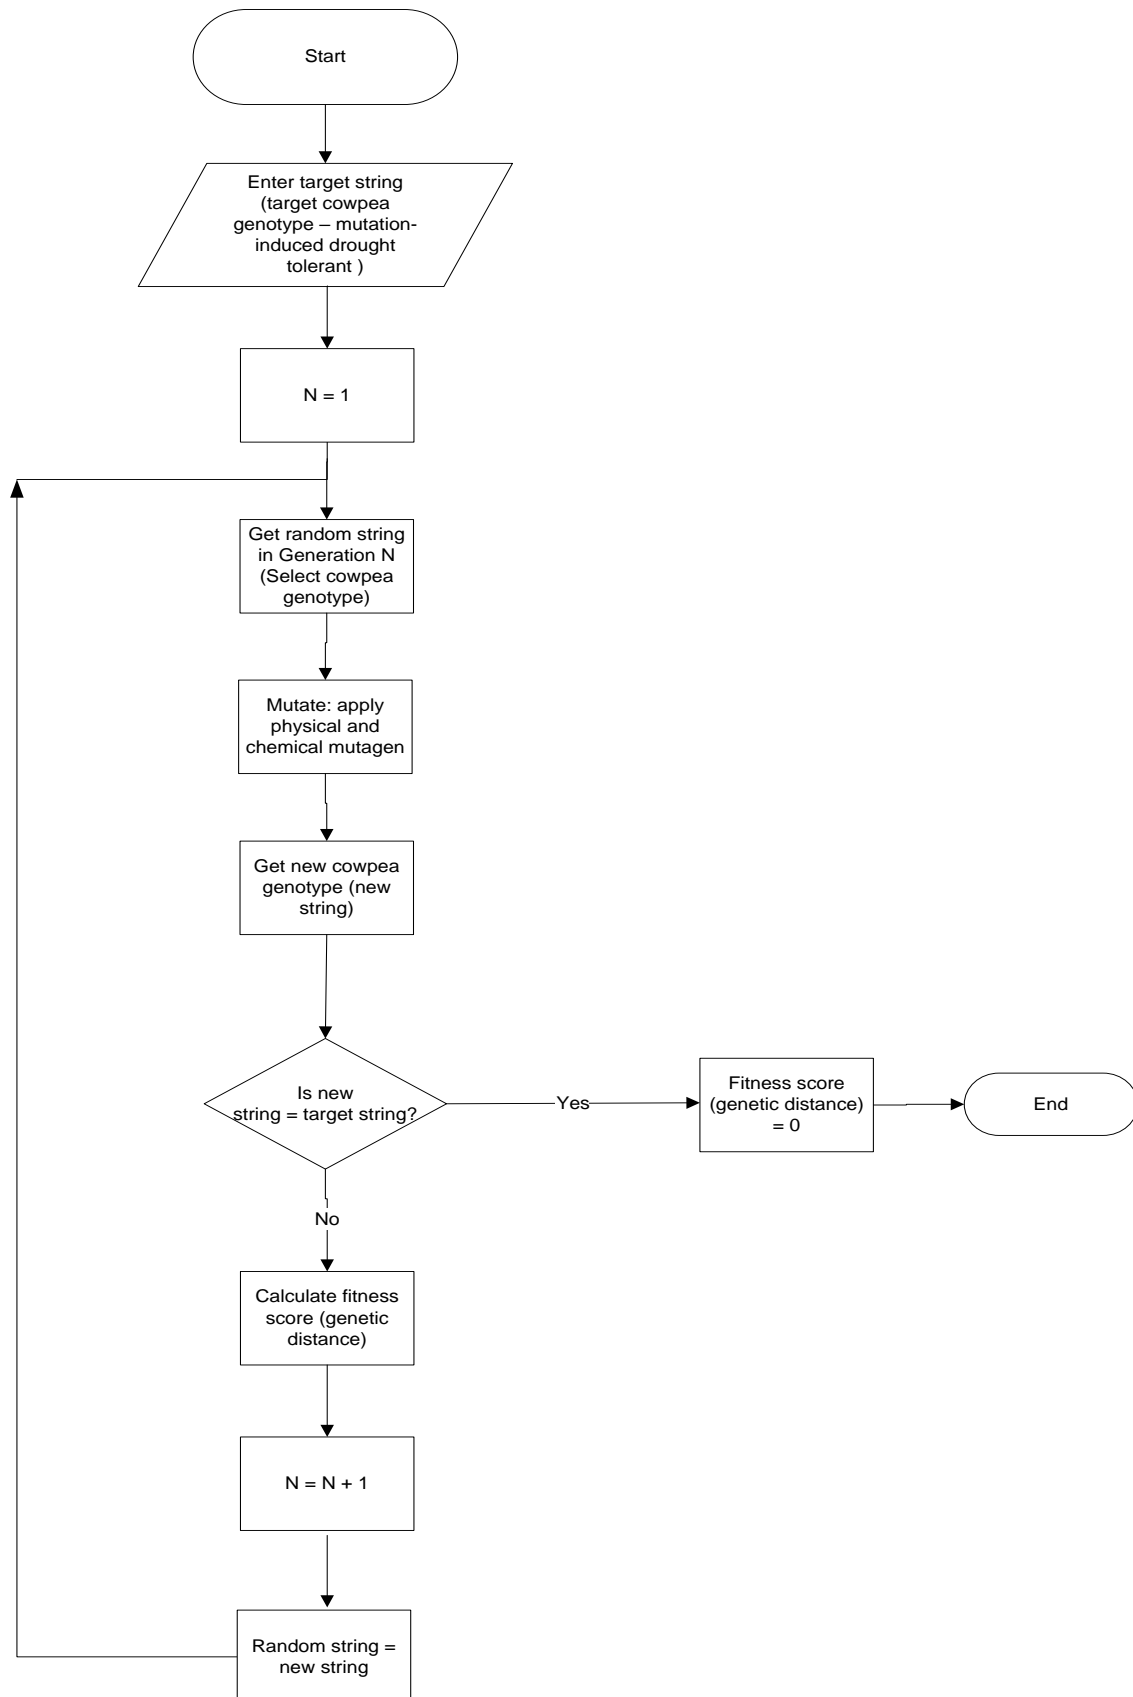 Start
Enter target string
(target cowpea
genotype – mutation-
induced drought
tolerant )
N = 1
Get random string
in Generation N
(Select cowpea
genotype)
Mutate: apply
physical and
chemical mutagen
Get new cowpea
genotype (new
string)
Is new
string = target string?
Yes
Fitness score
(genetic distance)
= 0
End
No
Calculate fitness
score (genetic
distance)
N = N + 1
Random string =
new string